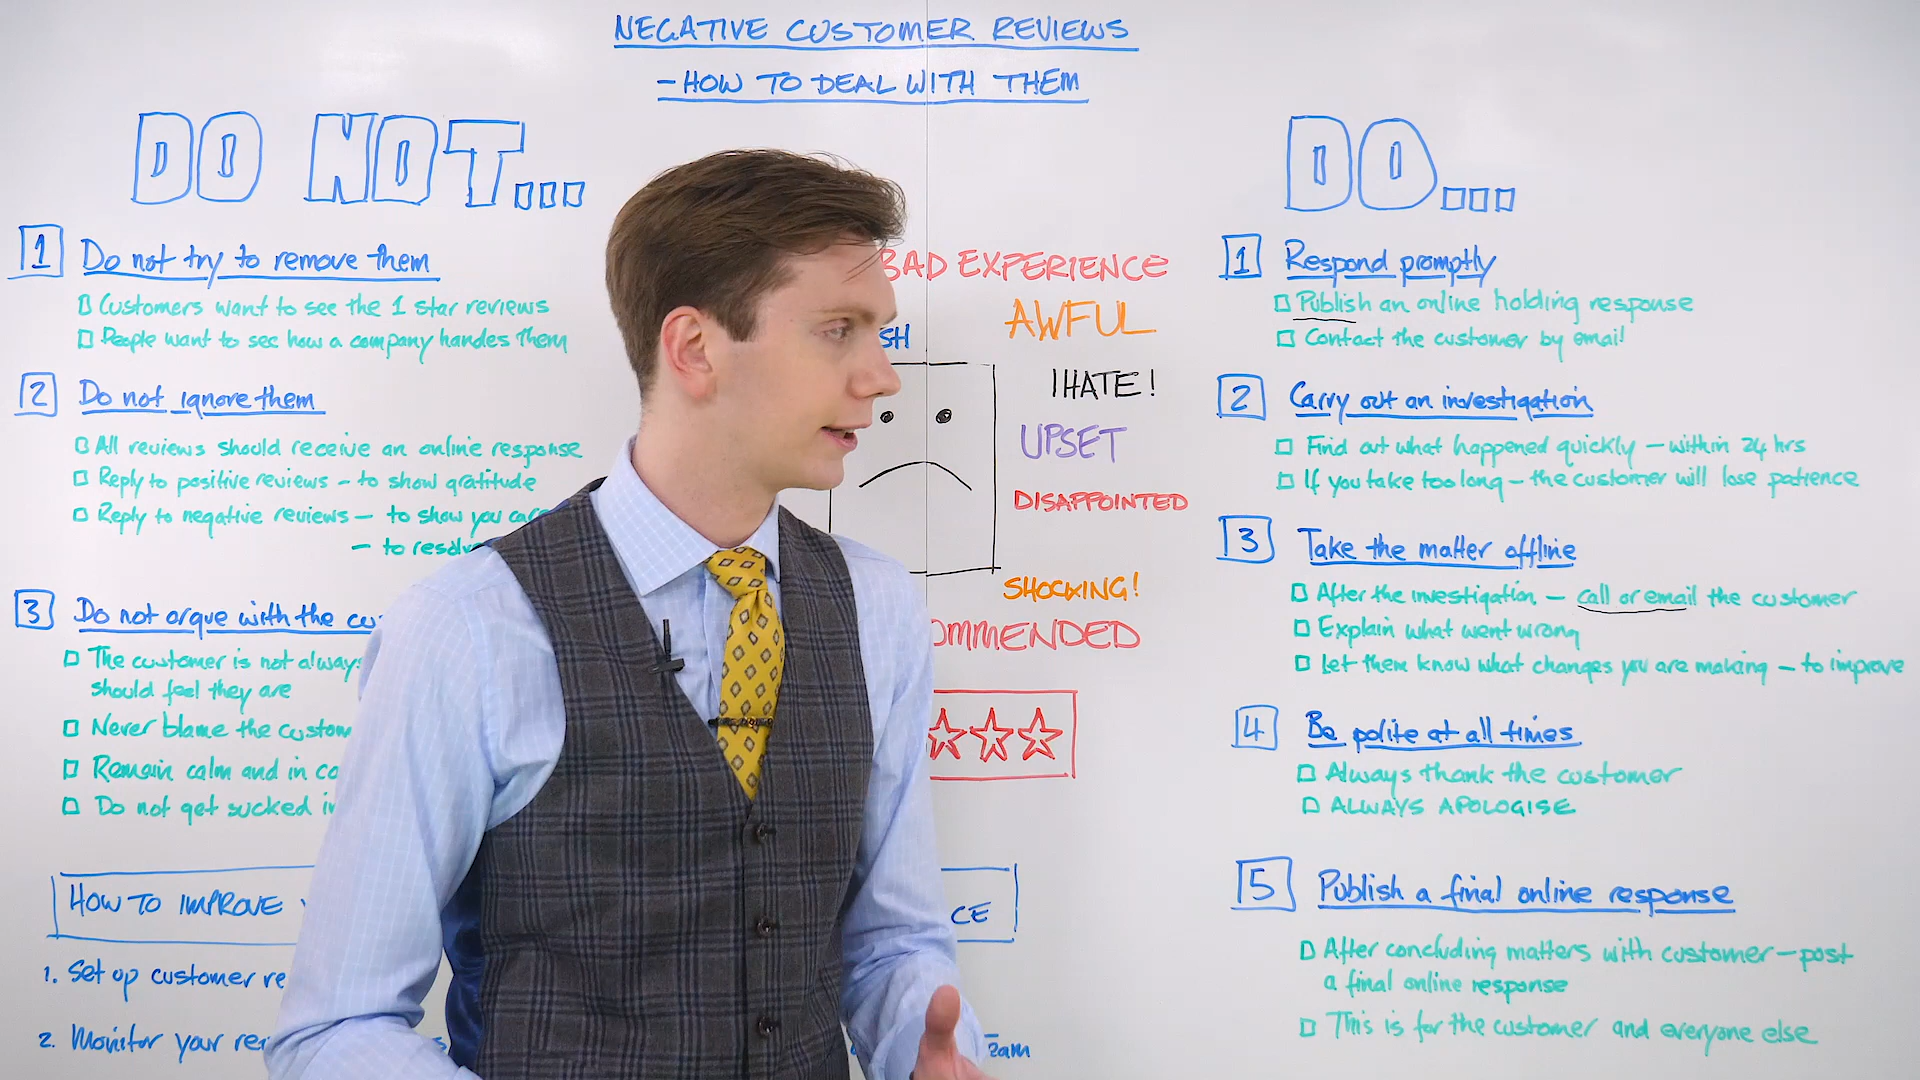 NEGATIVE CUSTOMER REVIEWS
- HOW TO DEAL WITH THEM
DO NOT...
1 Do not try to remove them
Customers want to see the 1 star reviews
People want to see how a company handes them
2 Do not ignore them
All reviews should receive an online response
Reply to positive reviews - to show gratitude
Reply to negative reviews - to show you care
- to resolve
3 Do not argue with the cu
The customer is not always
should feel they are
Never blame the custom
Remain calm and in co
Do not get sucked in
HOW TO IMPROVE
CE
1. Set up customer re
2. Monitor your rev
BAD EXPERIENCE
AWFUL
SH
I HATE!
UPSET
DISAPPOINTED
SHOCKING!
OMMENDED
DO...
1 Respond promptly
Publish an online holding response
Contact the customer by email
2 Carry out an investigation
Find out what happened quickly - within 24 hrs
If you take too long - the customer will lose patience
3 Take the matter offline
After the investigation - call or email the customer
Explain what went wrong
Let them know what changes you are making - to improve
4 Be polite at all times
Always thank the customer
ALWAYS APOLOGISE
5 Publish a final online response
After concluding matters with customer - post
a final online response
This is for the customer and everyone else